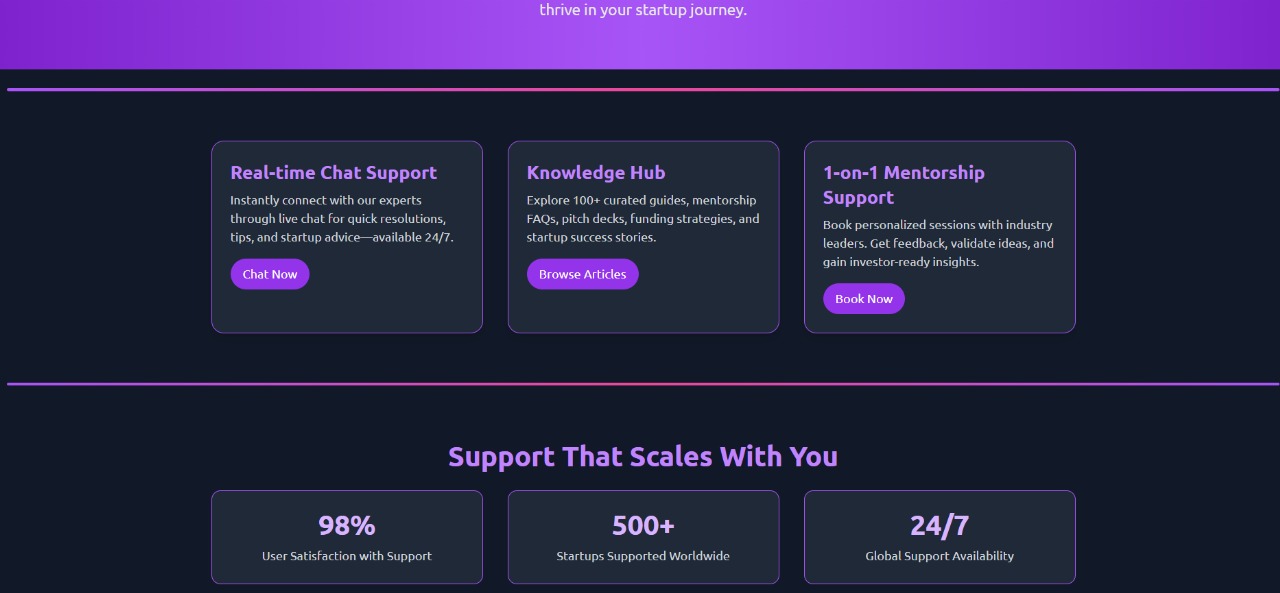 thrive in your startup journey.
Real-time Chat Support
Instantly connect with our experts
through live chat for quick resolutions,
tips, and startup advice—available 24/7.
Chat Now
Knowledge Hub
Explore 100+ curated guides, mentorship
FAQs, pitch decks, funding strategies, and
startup success stories.
Browse Articles
1-on-1 Mentorship
Support
Book personalized sessions with industry
leaders. Get feedback, validate ideas, and
gain investor-ready insights.
Book Now
Support That Scales With You
98%
User Satisfaction with Support
500+
Startups Supported Worldwide
24/7
Global Support Availability